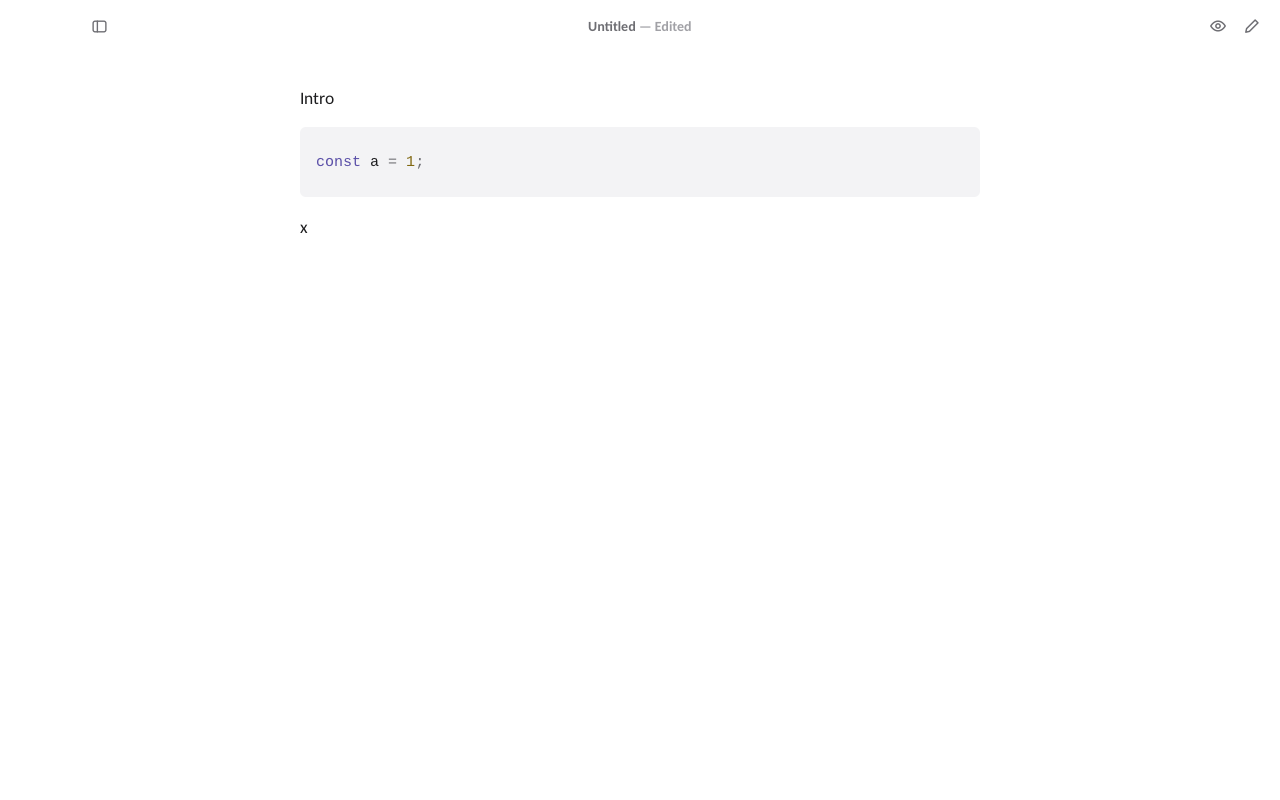 Untitled — Edited
Intro
const a = 1;
x